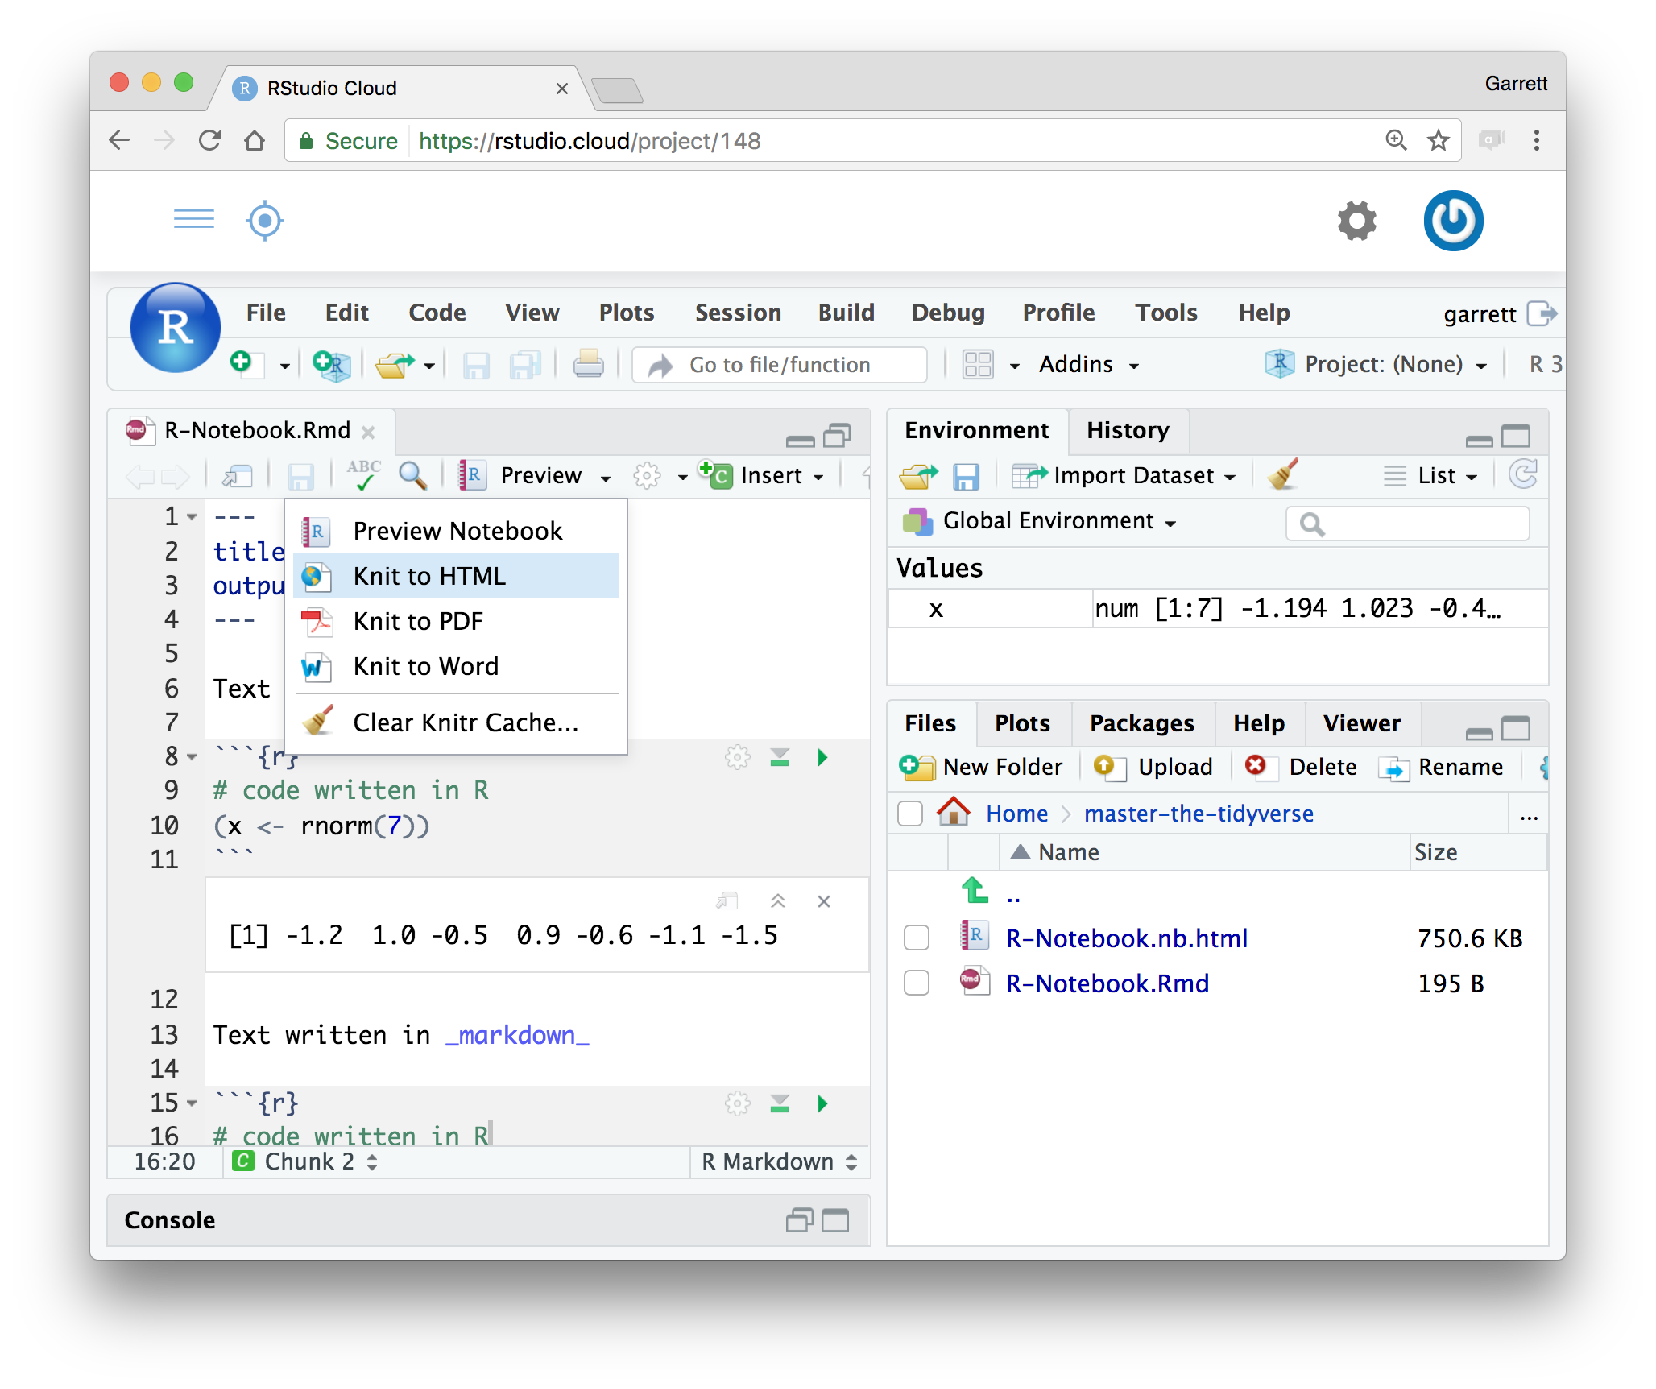 RStudio Cloud
Garrett
Secure https://rstudio.cloud/project/148
R File Edit Code View Plots Session Build Debug Profile Tools Help garrett
Go to file/function Addins Project: (None) R 3
R-Notebook.Rmd
ABC Preview Insert
Preview Notebook
Knit to HTML
Knit to PDF
Knit to Word
Clear Knitr Cache...
1 ---
2 title
3 outpu
4 ---
5
6 Text
7
8 ```{r}
9 # code written in R
10 (x <- rnorm(7))
11 ```
[1] -1.2 1.0 -0.5 0.9 -0.6 -1.1 -1.5
12
13 Text written in _markdown_
14
15 ```{r}
16 # code written in R
16:20 C Chunk 2 R Markdown
Console
Environment History
Import Dataset List
Global Environment
Values
x num [1:7] -1.194 1.023 -0.4…
Files Plots Packages Help Viewer
New Folder Upload Delete Rename
Home master-the-tidyverse ...
Name Size
..
R-Notebook.nb.html 750.6 KB
R-Notebook.Rmd 195 B